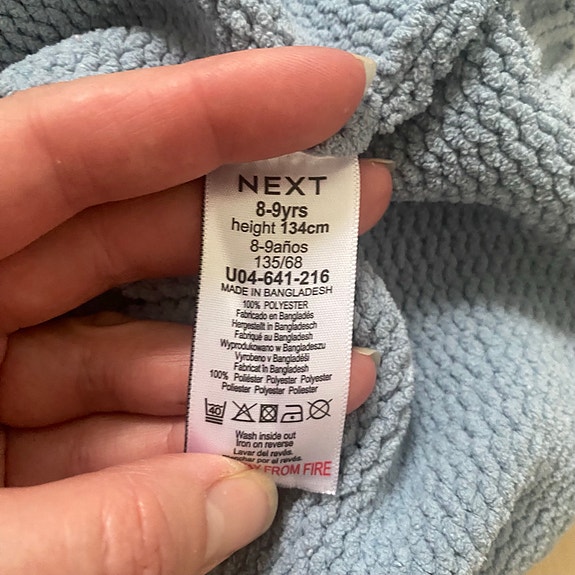 NEXT
8-9yrs
height 134cm
8-9años
135/68
U04-641-216
MADE IN BANGLADESH
100% POLYESTER
Fabricado en Bangladés
Hergestellt in Bangladesch
Fabriqué au Bangladesh
Wyprodukowano w Bangladeszu
Vyrobeno v Bangladéši
Fabricat în Bangladesh
100% Poliéster Polyester Polyester
Poliester Polyester Poliester
40
Wash inside out
Iron on reverse
Lavar del revés.
por el revés.
FROM FIRE